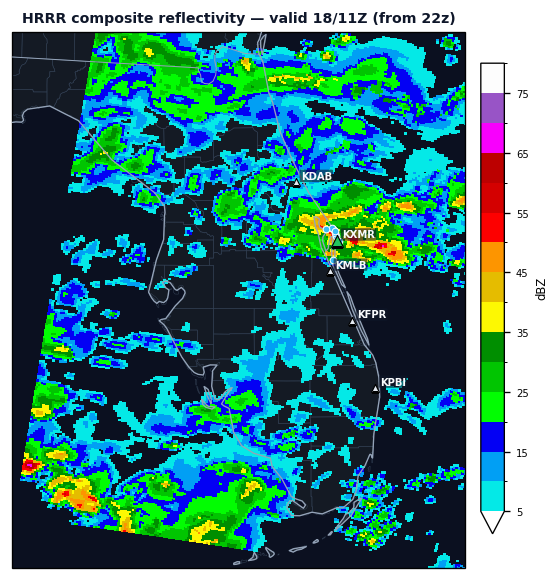 HRRR composite reflectivity — valid 18/11Z (from 22z)
75
65
55
45
35
25
15
5
dBZ
KDAB
KXMR
KMLB
KFPR
KPBI